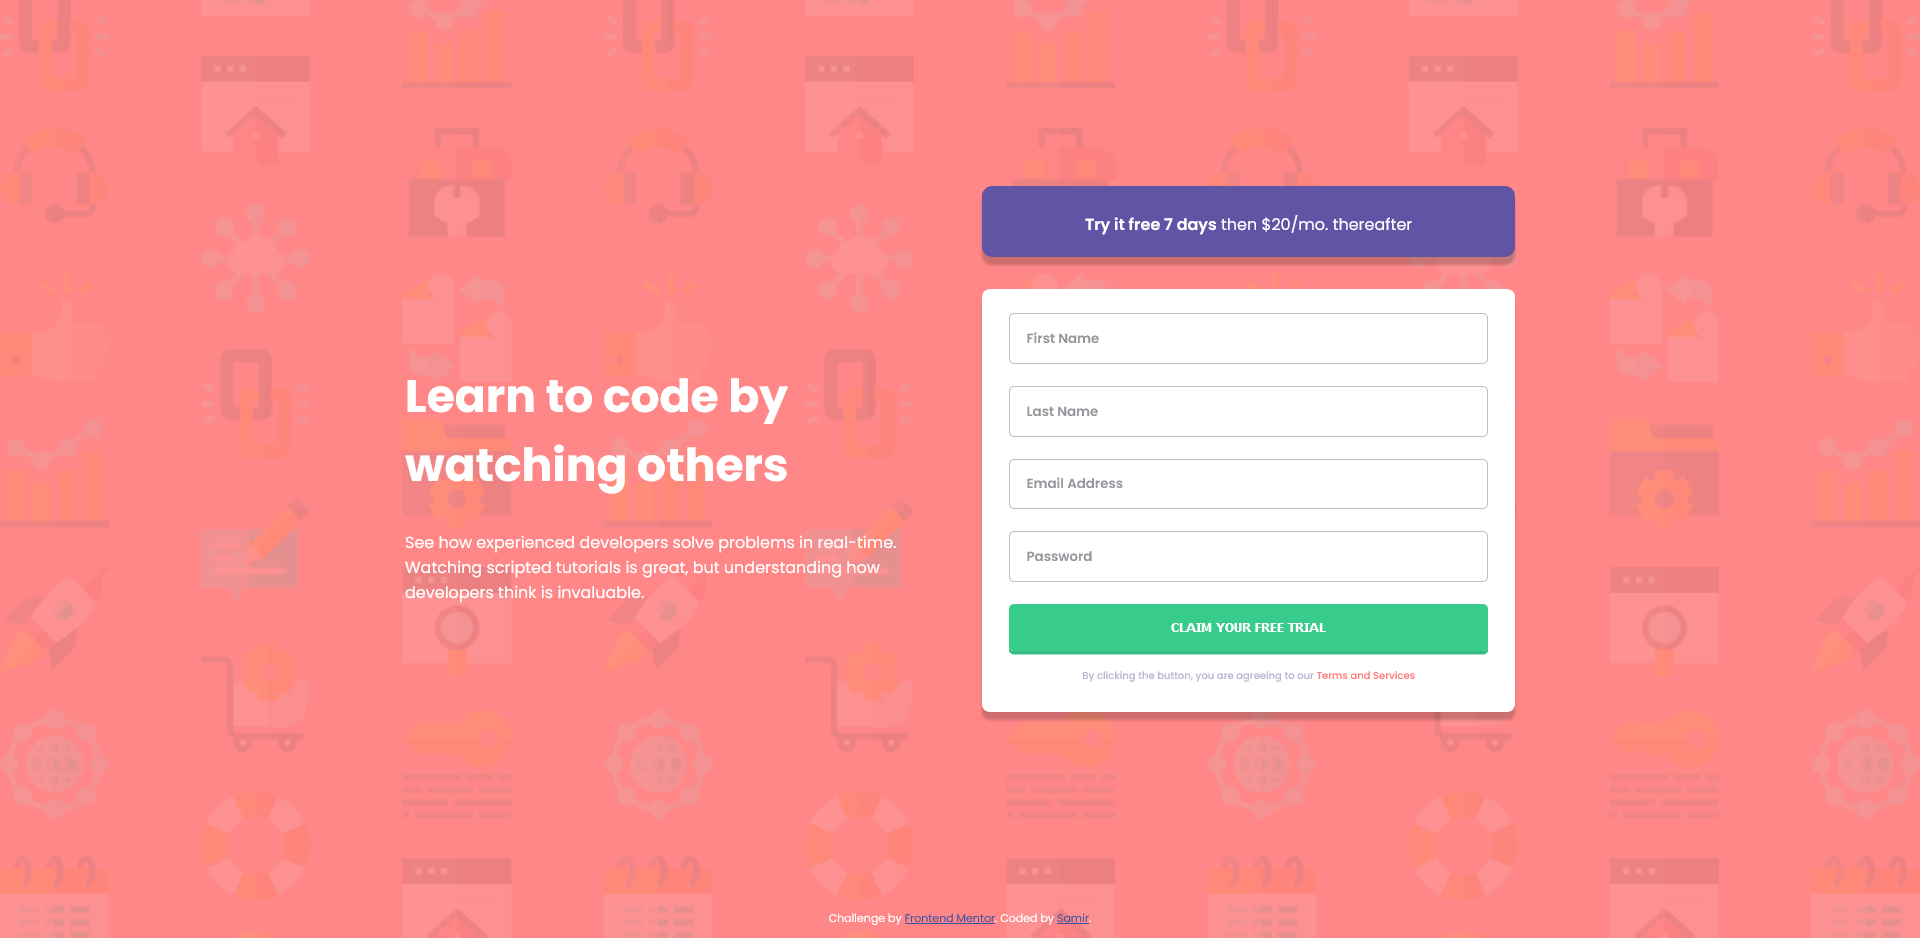 Learn to code by
watching others
See how experienced developers solve problems in real-time.
Watching scripted tutorials is great, but understanding how
developers think is invaluable.
Try it free 7 days then $20/mo. thereafter
First Name
Last Name
Email Address
Password
CLAIM YOUR FREE TRIAL
By clicking the button, you are agreeing to our Terms and Services
Challenge by Frontend Mentor. Coded by Samir.